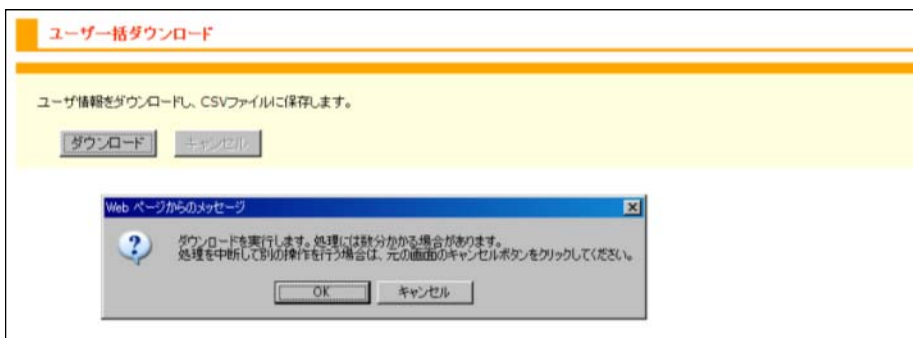 ユーザ一括ダウンロード
ユーザ情報をダウンロードし、CSVファイルに保存します。
ダウンロード キャンセル
Web ページからのメッセージ
ダウンロードを実行します。処理には数分かかる場合があります。
処理を中断して別の操作を行う場合は、元の画面のキャンセルボタンをクリックしてください。
OK キャンセル